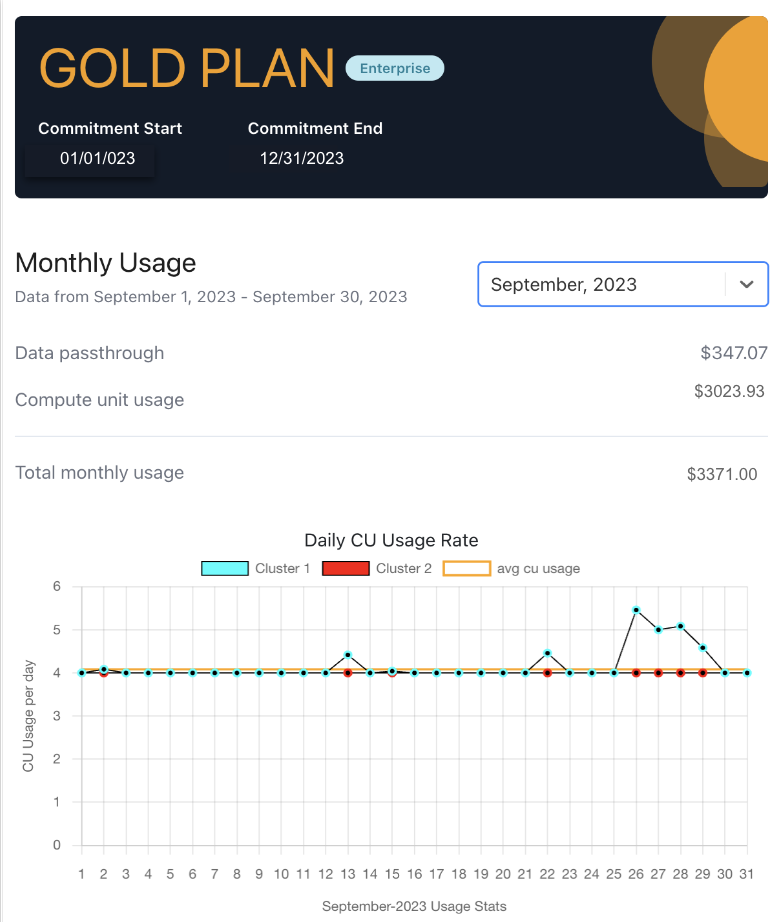 GOLD PLAN Enterprise
Commitment Start Commitment End
01/01/023 12/31/2023
Monthly Usage
September, 2023
Data from September 1, 2023 - September 30, 2023
Data passthrough $347.07
Compute unit usage $3023.93
Total monthly usage $3371.00
Daily CU Usage Rate
Cluster 1 Cluster 2 avg cu usage
6
5
4
3
2
1
0
CU Usage per day
1 2 3 4 5 6 7 8 9 10 11 12 13 14 15 16 17 18 19 20 21 22 23 24 25 26 27 28 29 30 31
September-2023 Usage Stats